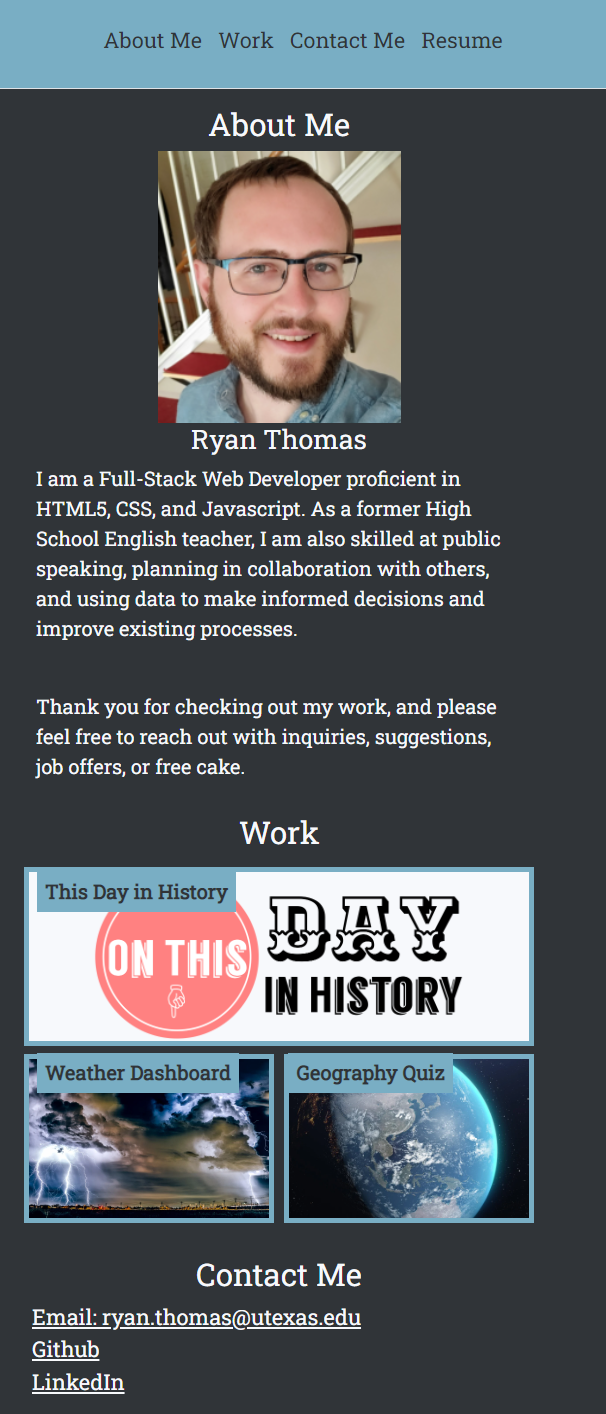 About Me Work Contact Me Resume
About Me
Ryan Thomas
I am a Full-Stack Web Developer proficient in
HTML5, CSS, and Javascript. As a former High
School English teacher, I am also skilled at public
speaking, planning in collaboration with others,
and using data to make informed decisions and
improve existing processes.
Thank you for checking out my work, and please
feel free to reach out with inquiries, suggestions,
job offers, or free cake.
Work
This Day in History
ON THIS
DAY
IN HISTORY
Weather Dashboard
Geography Quiz
Contact Me
Email: ryan.thomas@utexas.edu
Github
LinkedIn